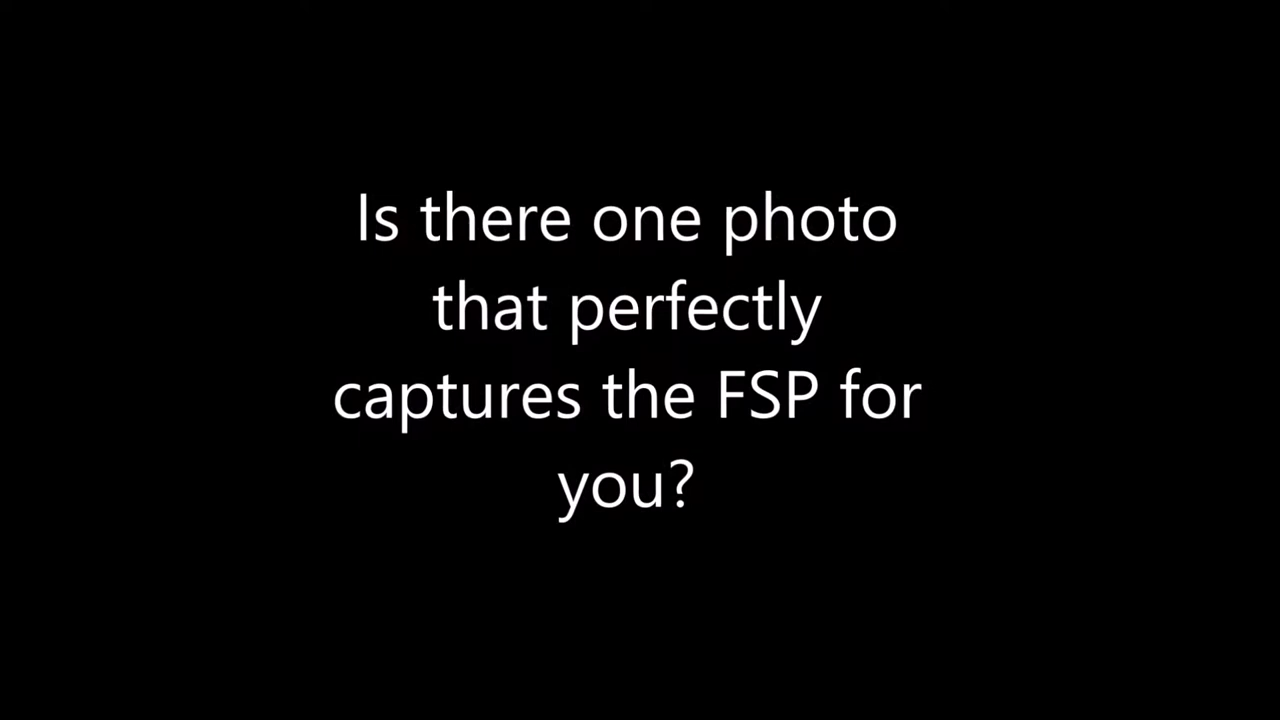 Is there one photo
that perfectly
captures the FSP for
you?